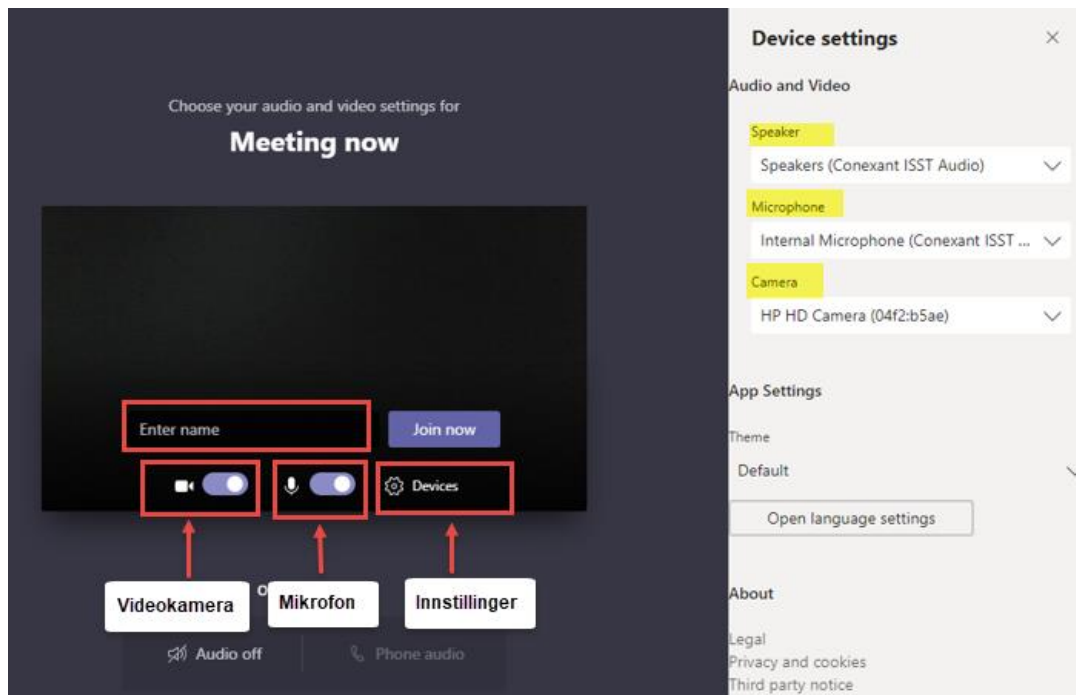 Choose your audio and video settings for
Meeting now
Enter name
Join now
Devices
Videokamera
Mikrofon
Innstillinger
Audio off
Phone audio
Device settings
Audio and Video
Speaker
Speakers (Conexant ISST Audio)
Microphone
Internal Microphone (Conexant ISST ...
Camera
HP HD Camera (04f2:b5ae)
App Settings
Theme
Default
Open language settings
About
Legal
Privacy and cookies
Third party notice